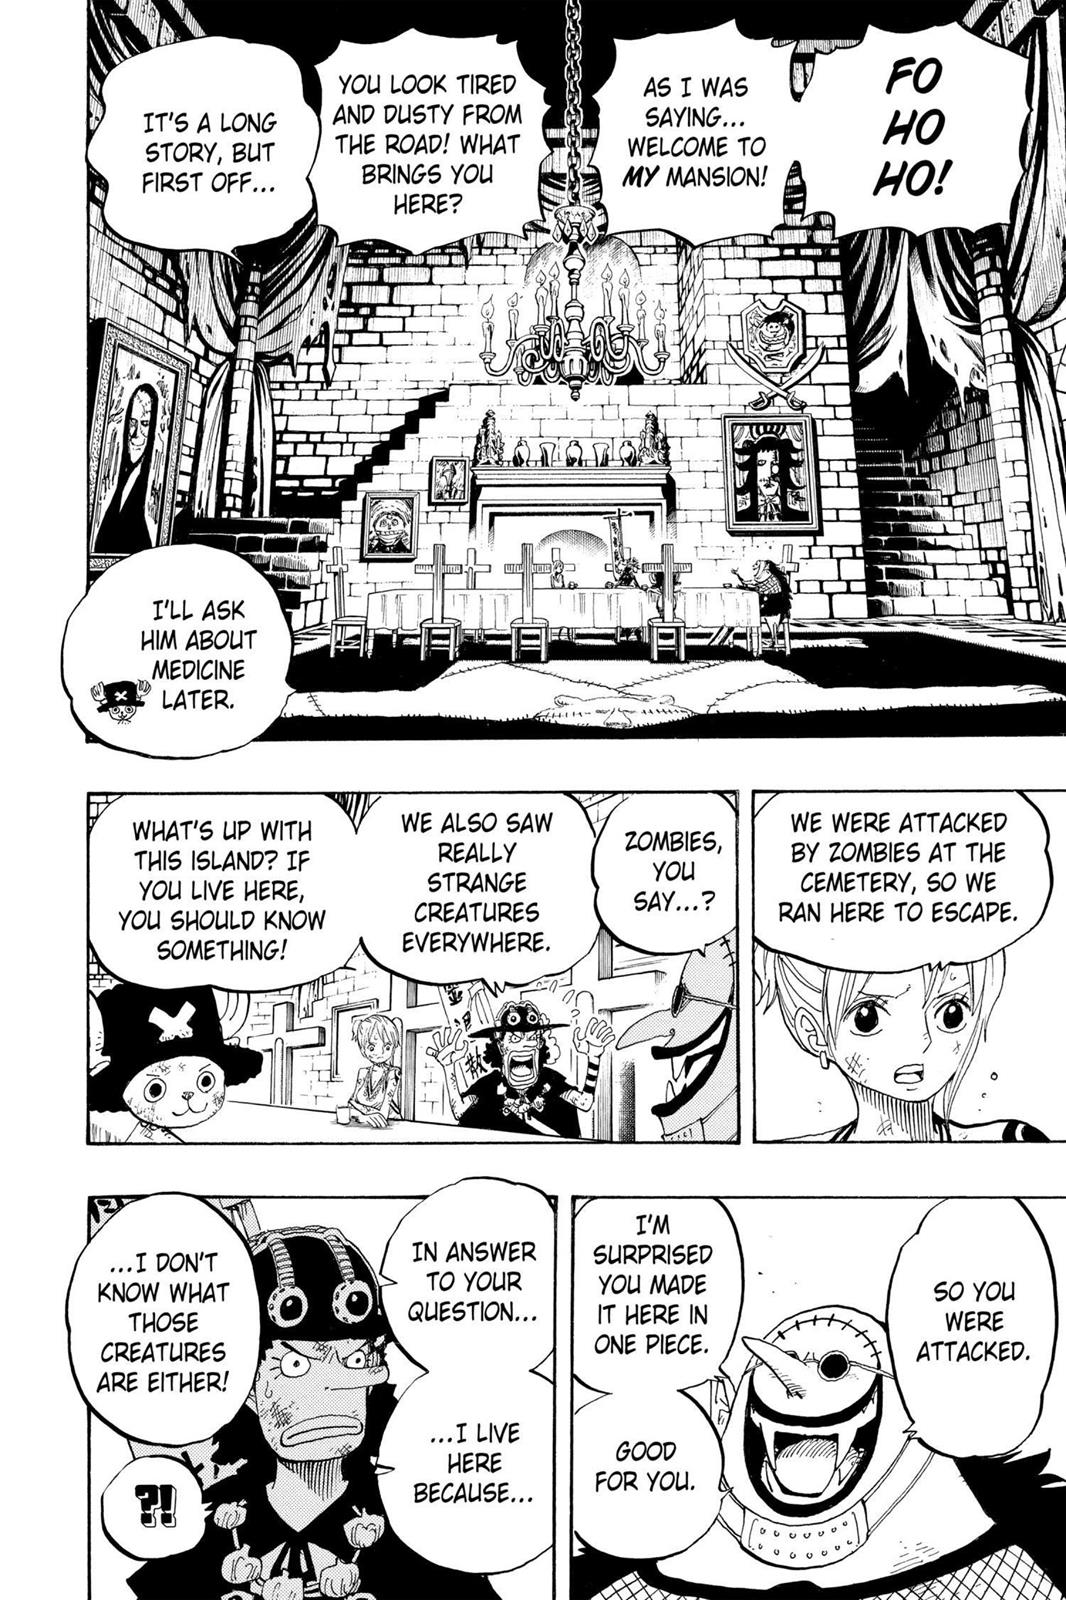 FO
HO
HO!
AS I WAS
SAYING...
WELCOME TO
MY MANSION!
YOU LOOK TIRED
AND DUSTY FROM
THE ROAD! WHAT
BRINGS YOU
HERE?
IT'S A LONG
STORY, BUT
FIRST OFF...
I'LL ASK
HIM ABOUT
MEDICINE
LATER.
WE WERE ATTACKED
BY ZOMBIES AT THE
CEMETERY, SO WE
RAN HERE TO ESCAPE.
ZOMBIES,
YOU
SAY...?
WE ALSO SAW
REALLY
STRANGE
CREATURES
EVERYWHERE.
WHAT'S UP WITH
THIS ISLAND? IF
YOU LIVE HERE,
YOU SHOULD KNOW
SOMETHING!
SO YOU
WERE
ATTACKED.
I'M
SURPRISED
YOU MADE
IT HERE IN
ONE PIECE.
GOOD
FOR YOU.
IN ANSWER
TO YOUR
QUESTION...
...I LIVE
HERE
BECAUSE...
...I DON'T
KNOW WHAT
THOSE
CREATURES
ARE EITHER!
?!